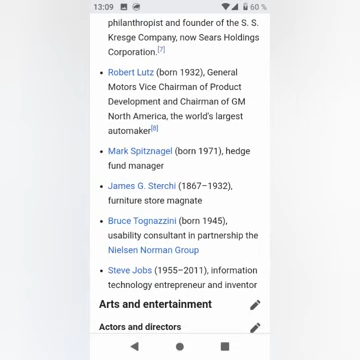 13:09
60 %
philanthropist and founder of the S. S.
Kresge Company, now Sears Holdings
Corporation.[7]
• Robert Lutz (born 1932), General
Motors Vice Chairman of Product
Development and Chairman of GM
North America, the world's largest
automaker[8]
• Mark Spitznagel (born 1971), hedge
fund manager
• James G. Sterchi (1867–1932),
furniture store magnate
• Bruce Tognazzini (born 1945),
usability consultant in partnership the
Nielsen Norman Group
• Steve Jobs (1955–2011), information
technology entrepreneur and inventor
Arts and entertainment
Actors and directors